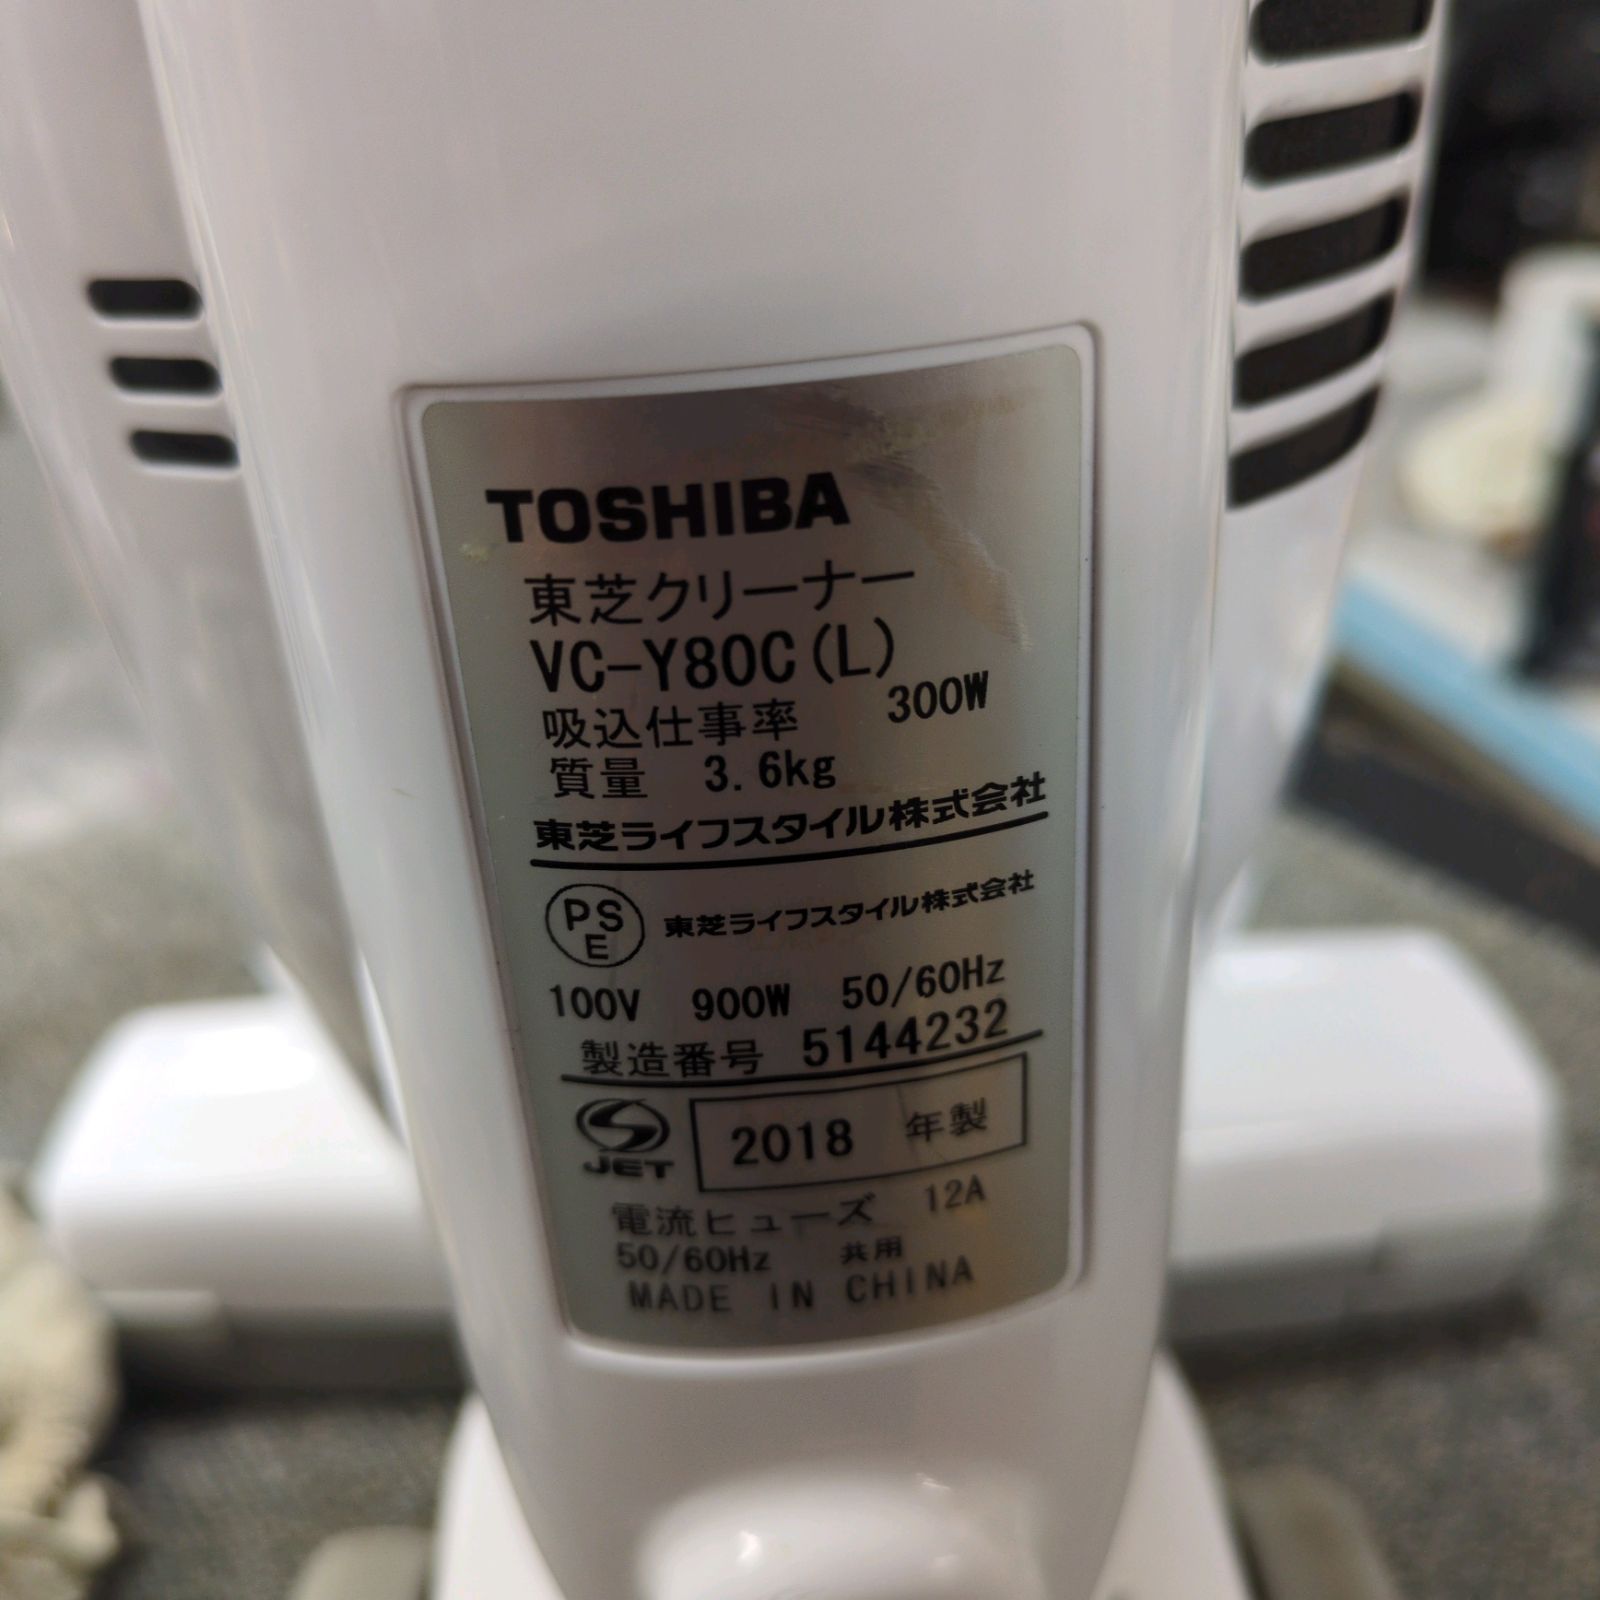 TOSHIBA
東芝クリーナー
VC-Y80C(L)
吸込仕事率 300W
質量 3.6kg
東芝ライフスタイル株式会社
PS
E
東芝ライフスタイル株式会社
100V 900W 50/60Hz
製造番号 5144232
JET
2018 年製
電流ヒューズ 12A
50/60Hz 共用
MADE IN CHINA